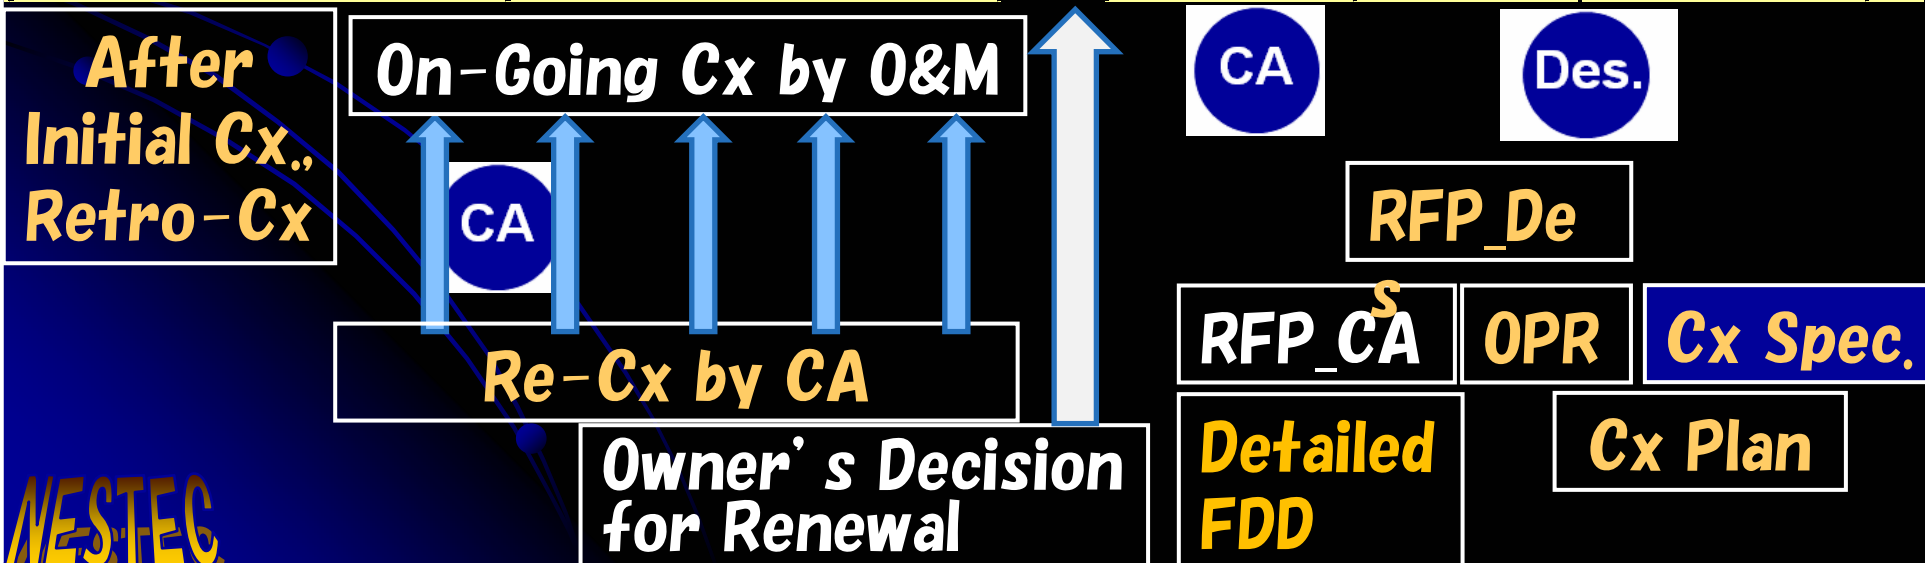 After
Initial Cx.,
Retro-Cx
On-Going Cx by O&M
CA
Re-Cx by CA
Owner's Decision
for Renewal
CA
Des.
RFP_De
s
RFP_CA
OPR
Cx Spec.
Detailed
FDD
Cx Plan
NESTEC